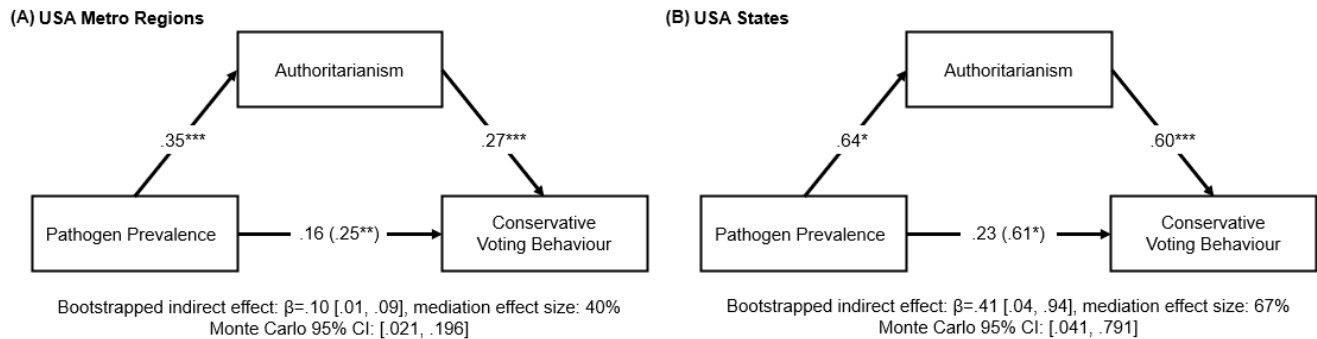 (A) USA Metro Regions
Authoritarianism
.35***
.27***
Pathogen Prevalence
.16 (.25**)
Conservative
Voting Behaviour
Bootstrapped indirect effect: β=.10 [.01, .09], mediation effect size: 40%
Monte Carlo 95% CI: [.021, .196]
(B) USA States
Authoritarianism
.64*
.60***
Pathogen Prevalence
.23 (.61*)
Conservative
Voting Behaviour
Bootstrapped indirect effect: β=.41 [.04, .94], mediation effect size: 67%
Monte Carlo 95% CI: [.041, .791]